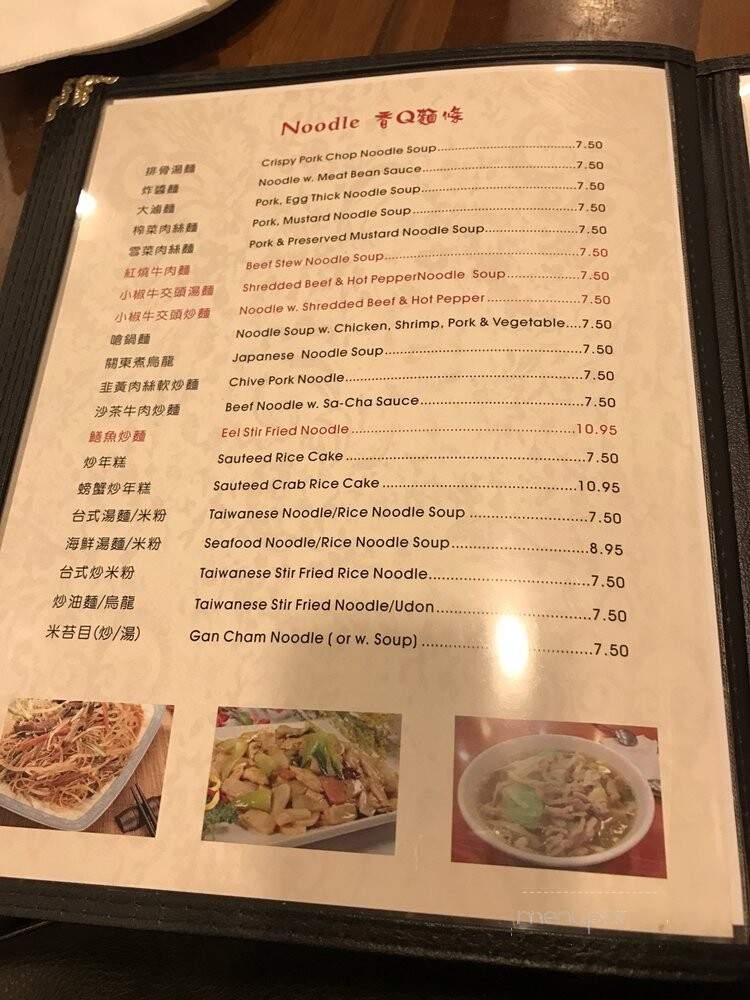 Noodle 香Q麵條
排骨湯麵 Crispy Pork Chop Noodle Soup 7.50
炸醬麵 Noodle w. Meat Bean Sauce 7.50
大滷麵 Pork, Egg Thick Noodle Soup 7.50
榨菜肉絲麵 Pork, Mustard Noodle Soup 7.50
雪菜肉絲麵 Pork & Preserved Mustard Noodle Soup 7.50
紅燒牛肉麵 Beef Stew Noodle Soup 7.50
小椒牛交頭湯麵 Shredded Beef & Hot PepperNoodle Soup 7.50
小椒牛交頭炒麵 Noodle w. Shredded Beef & Hot Pepper 7.50
嗆鍋麵 Noodle Soup w. Chicken, Shrimp, Pork & Vegetable 7.50
關東煮烏龍 Japanese Noodle Soup 7.50
韭黃肉絲軟炒麵 Chive Pork Noodle 7.50
沙茶牛肉炒麵 Beef Noodle w. Sa-Cha Sauce 7.50
鱔魚炒麵 Eel Stir Fried Noodle 10.95
炒年糕 Sauteed Rice Cake 7.50
螃蟹炒年糕 Sauteed Crab Rice Cake 10.95
台式湯麵/米粉 Taiwanese Noodle/Rice Noodle Soup 7.50
海鮮湯麵/米粉 Seafood Noodle/Rice Noodle Soup 8.95
台式炒米粉 Taiwanese Stir Fried Rice Noodle 7.50
炒油麵/烏龍 Taiwanese Stir Fried Noodle/Udon 7.50
米苔目(炒/湯) Gan Cham Noodle ( or w. Soup) 7.50